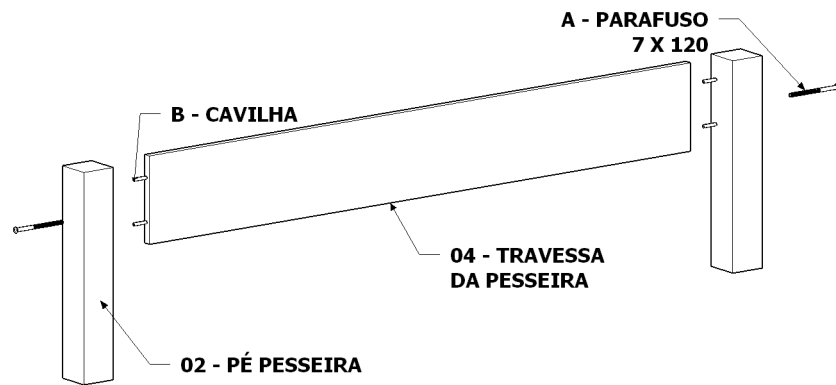 A - PARAFUSO
7 X 120
B - CAVILHA
04 - TRAVESSA
DA PESSEIRA
02 - PÉ PESSEIRA